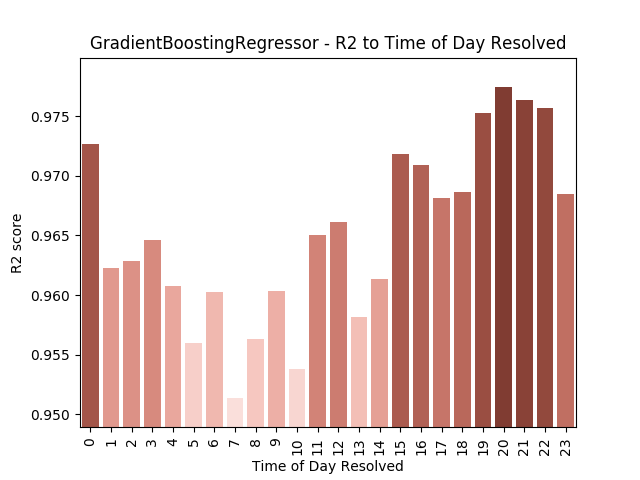 GradientBoostingRegressor - R2 to Time of Day Resolved
R2 score
0.975
0.970
0.965
0.960
0.955
0.950
0 1 2 3 4 5 6 7 8 9 10 11 12 13 14 15 16 17 18 19 20 21 22 23
Time of Day Resolved